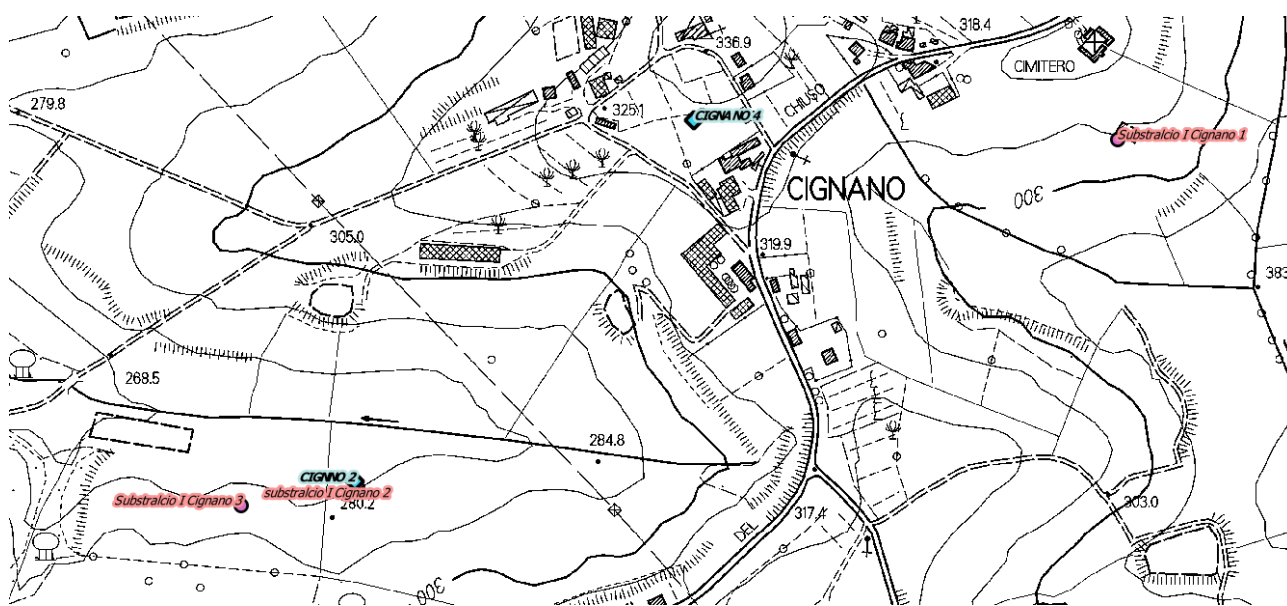 318.4
336.9
CIMITERO
279.8
CHIUSO
325.1
CIGNANO 4
Substralcio I Cignano 1
CIGNANO
300
305.0
319.9
383
268.5
284.8
CIGNNO 2
substralcio I Cignano 2
Substralcio I Cignano 3
280.2
303.0
317.4
DEL
300